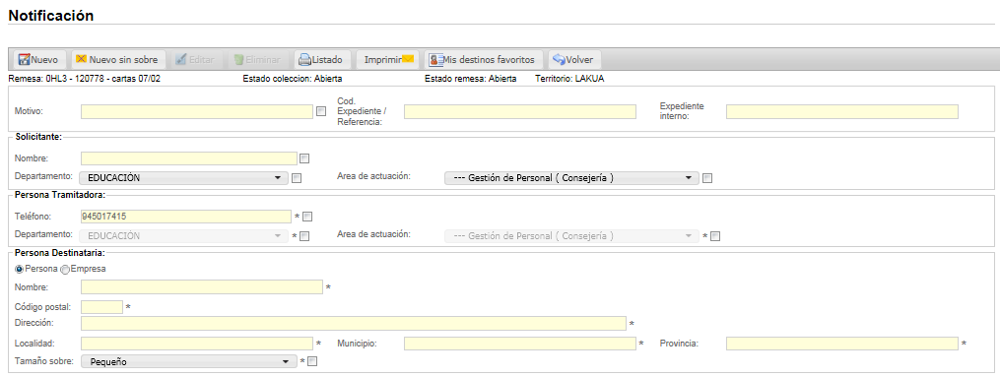 Notificación
Nuevo Nuevo sin sobre Editar Eliminar Listado Imprimir Mis destinos favoritos Volver
Remesa: 0HL3 - 120778 - cartas 07/02 Estado coleccion: Abierta Estado remesa: Abierta Territorio: LAKUA
Motivo: Cod. Expediente / Referencia: Expediente interno:
Solicitante:
Nombre:
Departamento: EDUCACIÓN Area de actuación: --- Gestión de Personal ( Consejería )
Persona Tramitadora:
Teléfono: 945017415 *
Departamento: EDUCACIÓN * Area de actuación: --- Gestión de Personal ( Consejería ) *
Persona Destinataria:
Persona Empresa
Nombre: *
Código postal: *
Dirección: *
Localidad: * Municipio: * Provincia: *
Tamaño sobre: Pequeño *